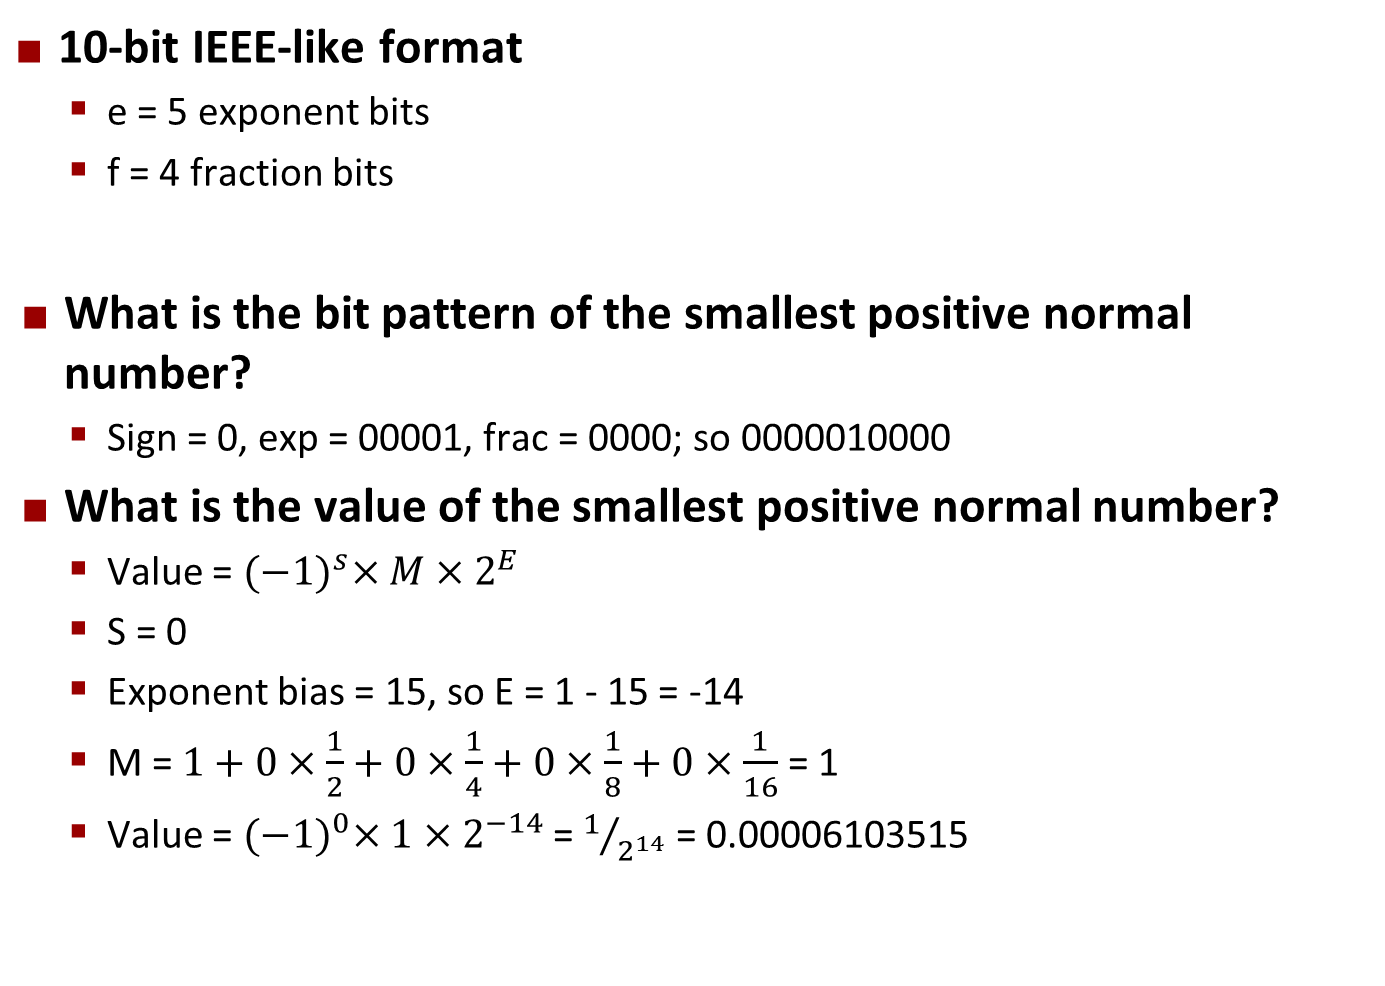 10-bit IEEE-like format
e = 5 exponent bits
f = 4 fraction bits
What is the bit pattern of the smallest positive normal
number?
Sign = 0, exp = 00001, frac = 0000; so 0000010000
What is the value of the smallest positive normal number?
Value = (−1)^s × M × 2^E
S = 0
Exponent bias = 15, so E = 1 - 15 = -14
M = 1 + 0 × 1/2 + 0 × 1/4 + 0 × 1/8 + 0 × 1/16 = 1
Value = (−1)^0 × 1 × 2^−14 = 1/2^14 = 0.00006103515